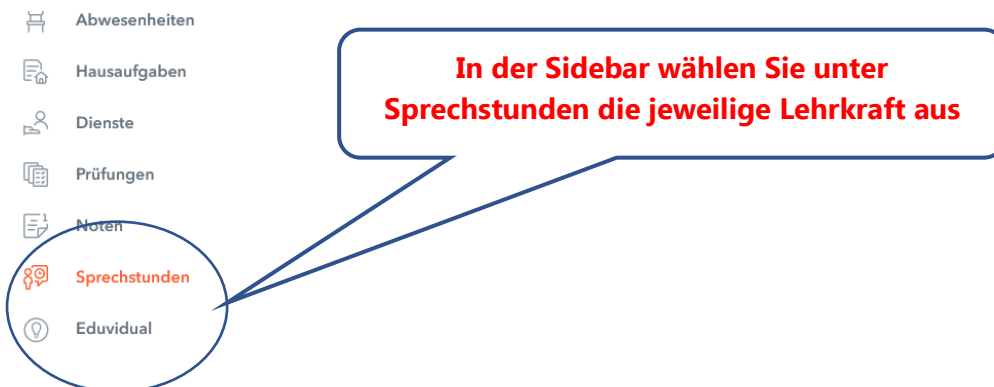 Abwesenheiten
In der Sidebar wählen Sie unter
Sprechstunden die jeweilige Lehrkraft aus
Hausaufgaben
Dienste
Prüfungen
Noten
Sprechstunden
Eduvidual